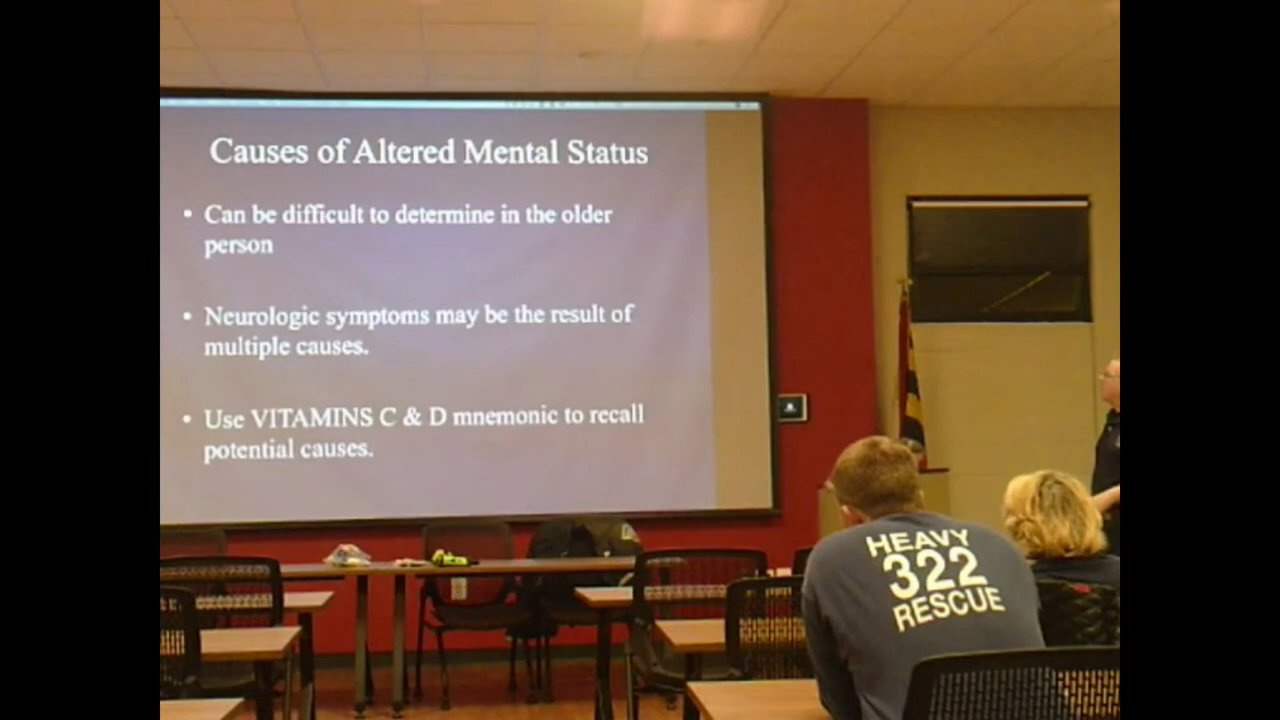 Causes of Altered Mental Status
• Can be difficult to determine in the older
person
• Neurologic symptoms may be the result of
multiple causes.
• Use VITAMINS C & D mnemonic to recall
potential causes.
HEAVY
322
RESCUE